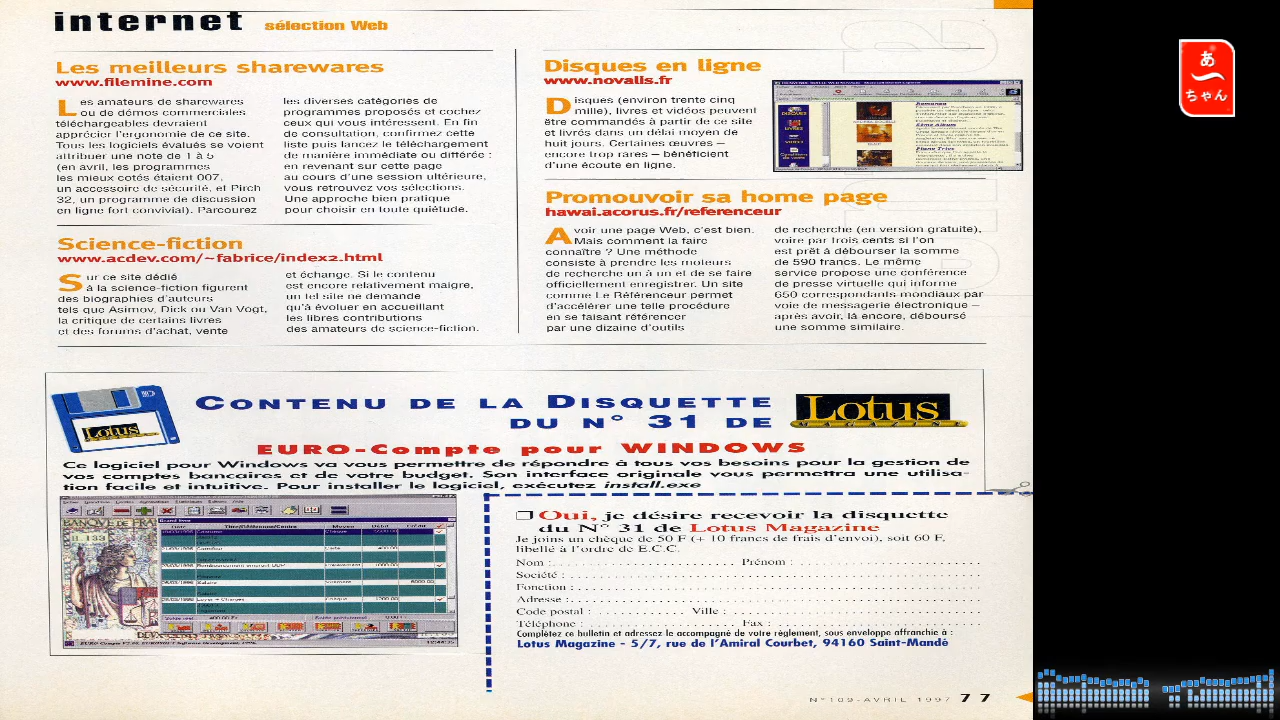 internet sélection Web
Les meilleurs sharewares
www.filemine.com
Les amateurs de sharewares
ou de démos commerciales
téléchargeables devraient
apprécier l'ergonomie de ce site.
Tous les logiciels évalués se voient
attribuer une note de 1 à 5
(en avril, les programmes
les mieux cotés étaient 007,
un accessoire de sécurité, et Pirch
32, un programme de discussion
en ligne fort convivial). Parcourez
les diverses catégories de
programmes proposés et cochez
ceux qui vous intéressent. En fin
de consultation, confirmez cette
liste puis lancez le téléchargement
de manière immédiate ou différée :
en revenant sur cette page
au cours d'une session ultérieure,
vous retrouvez vos sélections.
Une approche bien pratique
pour choisir en toute quiétude.
Science-fiction
www.acdev.com/~fabrice/index2.html
Sur ce site dédié
à la science-fiction figurent
des biographies d'auteurs
tels que Asimov, Dick ou Van Vogt,
la critique de certains livres
et des forums d'achat, vente
et échange. Si le contenu
est encore relativement maigre,
un tel site ne demande
qu'à évoluer en accueillant
les libres contributions
des amateurs de science-fiction.
Disques en ligne
www.novalis.fr
Disques (environ trente cinq
mille), livres et vidéos peuvent
être commandés à partir de ce site
et livrés dans un délai moyen de
huit jours. Certaines œuvres –
encore trop rares – bénéficient
d'une écoute en ligne.
Promouvoir sa home page
hawai.acorus.fr/referenceur
Avoir une page Web, c'est bien.
Mais comment la faire
connaître ? Une méthode
consiste à prendre les moteurs
de recherche un à un et de se faire
officiellement enregistrer. Un site
comme Le Référenceur permet
d'accélérer une telle procédure
en se faisant référencer
par une dizaine d'outils
de recherche (en version gratuite),
voire par trois cents si l'on
est prêt à débourser la somme
de 590 francs. Le même
service propose une conférence
de presse virtuelle qui informe
650 correspondants mondiaux par
voie de messagerie électronique –
après avoir, là encore, déboursé
une somme similaire.
CONTENU DE LA DISQUETTE
DU N° 31 DE
Lotus
MAGAZINE
Lotus
EURO-Compte pour WINDOWS
Ce logiciel pour Windows va vous permettre de répondre à tous vos besoins pour la gestion de
vos comptes bancaires et de votre budget. Son interface originale vous permettra une utilisa-
tion facile et intuitive. Pour installer le logiciel, exécutez install.exe
❐ Oui, je désire recevoir la disquette
du N° 31 de Lotus Magazine
Je joins un chèque de 50 F (+ 10 francs de frais d'envoi), soit 60 F,
libellé à l'ordre de E.C.C.
Nom : Prénom :
Société :
Fonction :
Adresse :
Code postal : Ville :
Téléphone : Fax :
Complétez ce bulletin et adressez le accompagné de votre règlement, sous enveloppe affranchie à :
Lotus Magazine - 5/7, rue de l'Amiral Courbet, 94160 Saint-Mandé
N°109-AVRIL 1997 77
あ
ー
ちゃん